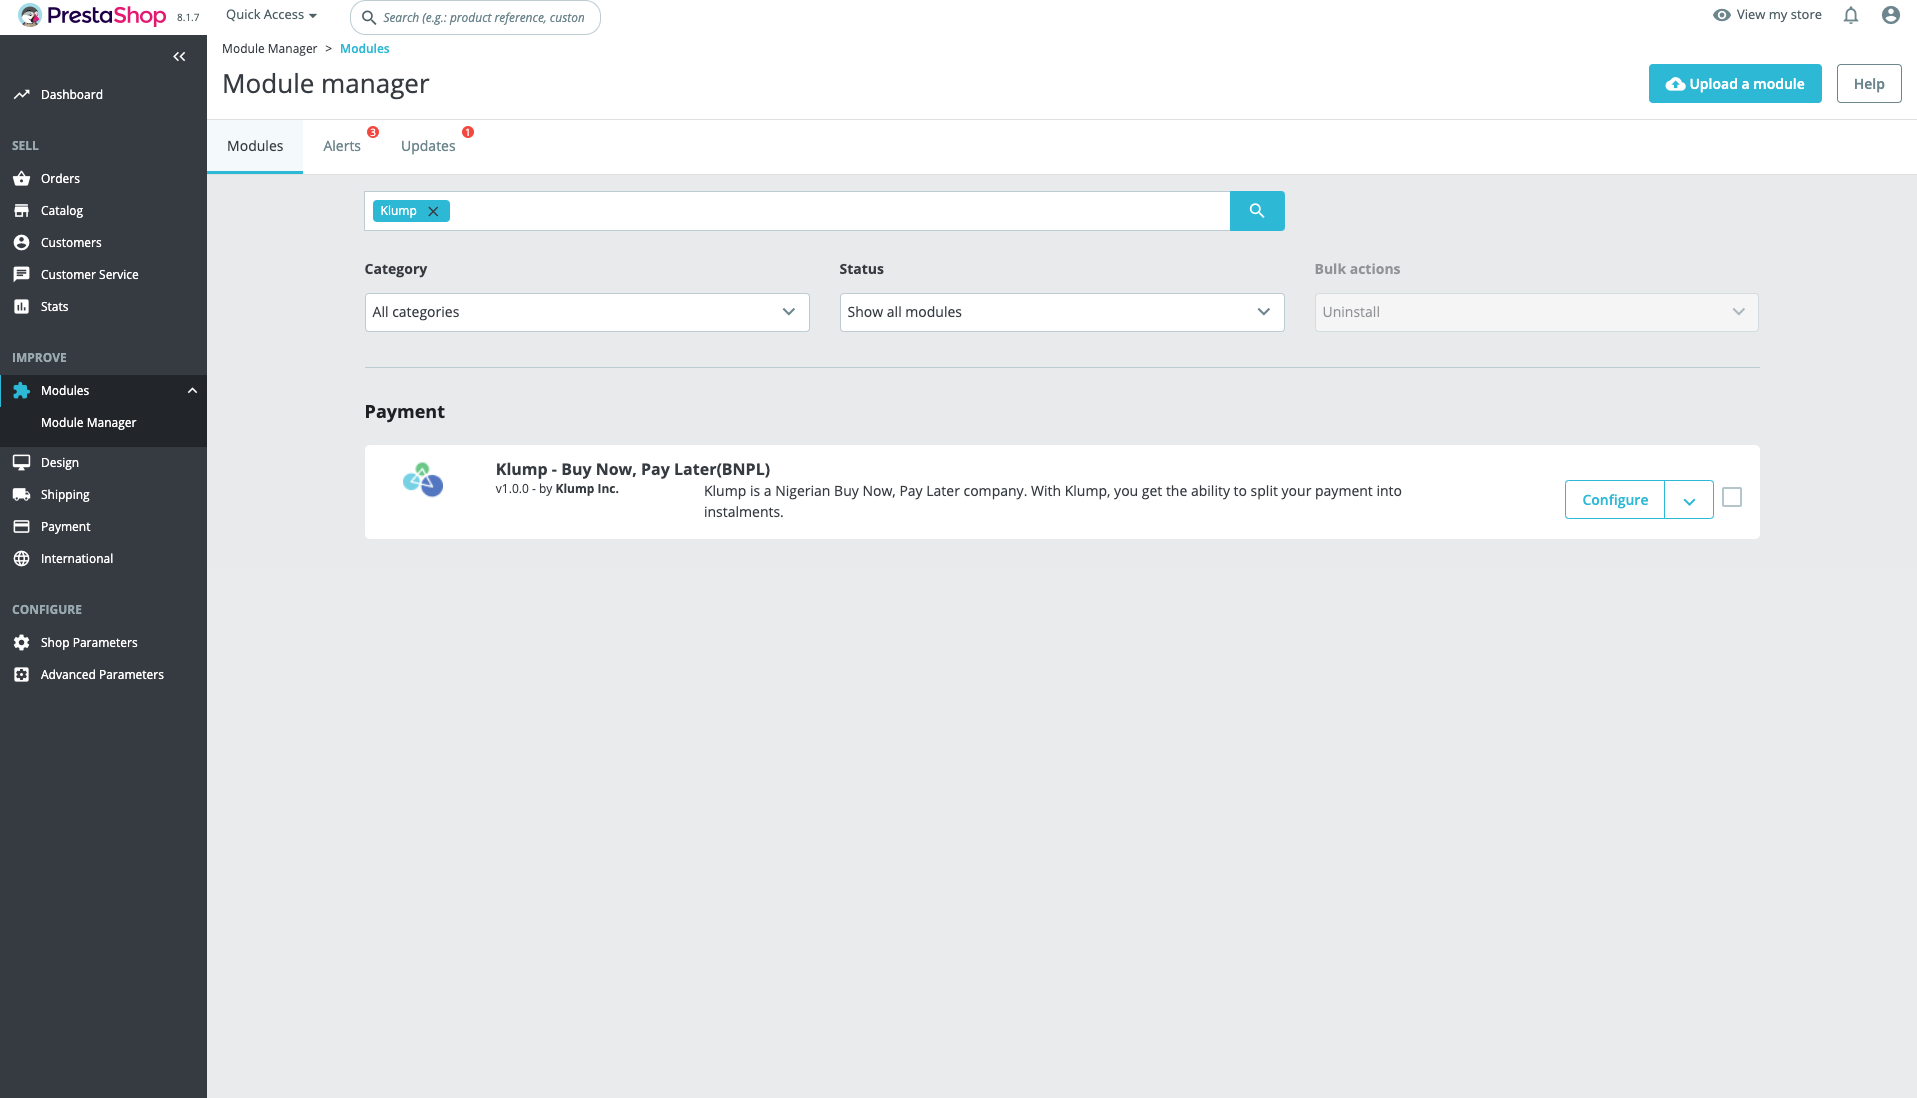 PrestaShop 8.1.7
Quick Access
Search (e.g.: product reference, custon
View my store
Module Manager > Modules
Module manager
Upload a module
Help
Modules
Alerts 3
Updates 1
Dashboard
SELL
Orders
Catalog
Customers
Customer Service
Stats
IMPROVE
Modules
Module Manager
Design
Shipping
Payment
International
CONFIGURE
Shop Parameters
Advanced Parameters
Klump
Category
Status
Bulk actions
All categories
Show all modules
Uninstall
Payment
Klump - Buy Now, Pay Later(BNPL)
v1.0.0 - by Klump Inc.
Klump is a Nigerian Buy Now, Pay Later company. With Klump, you get the ability to split your payment into
instalments.
Configure